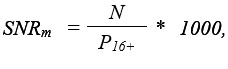 SNRm = N / P16+ * 1000,